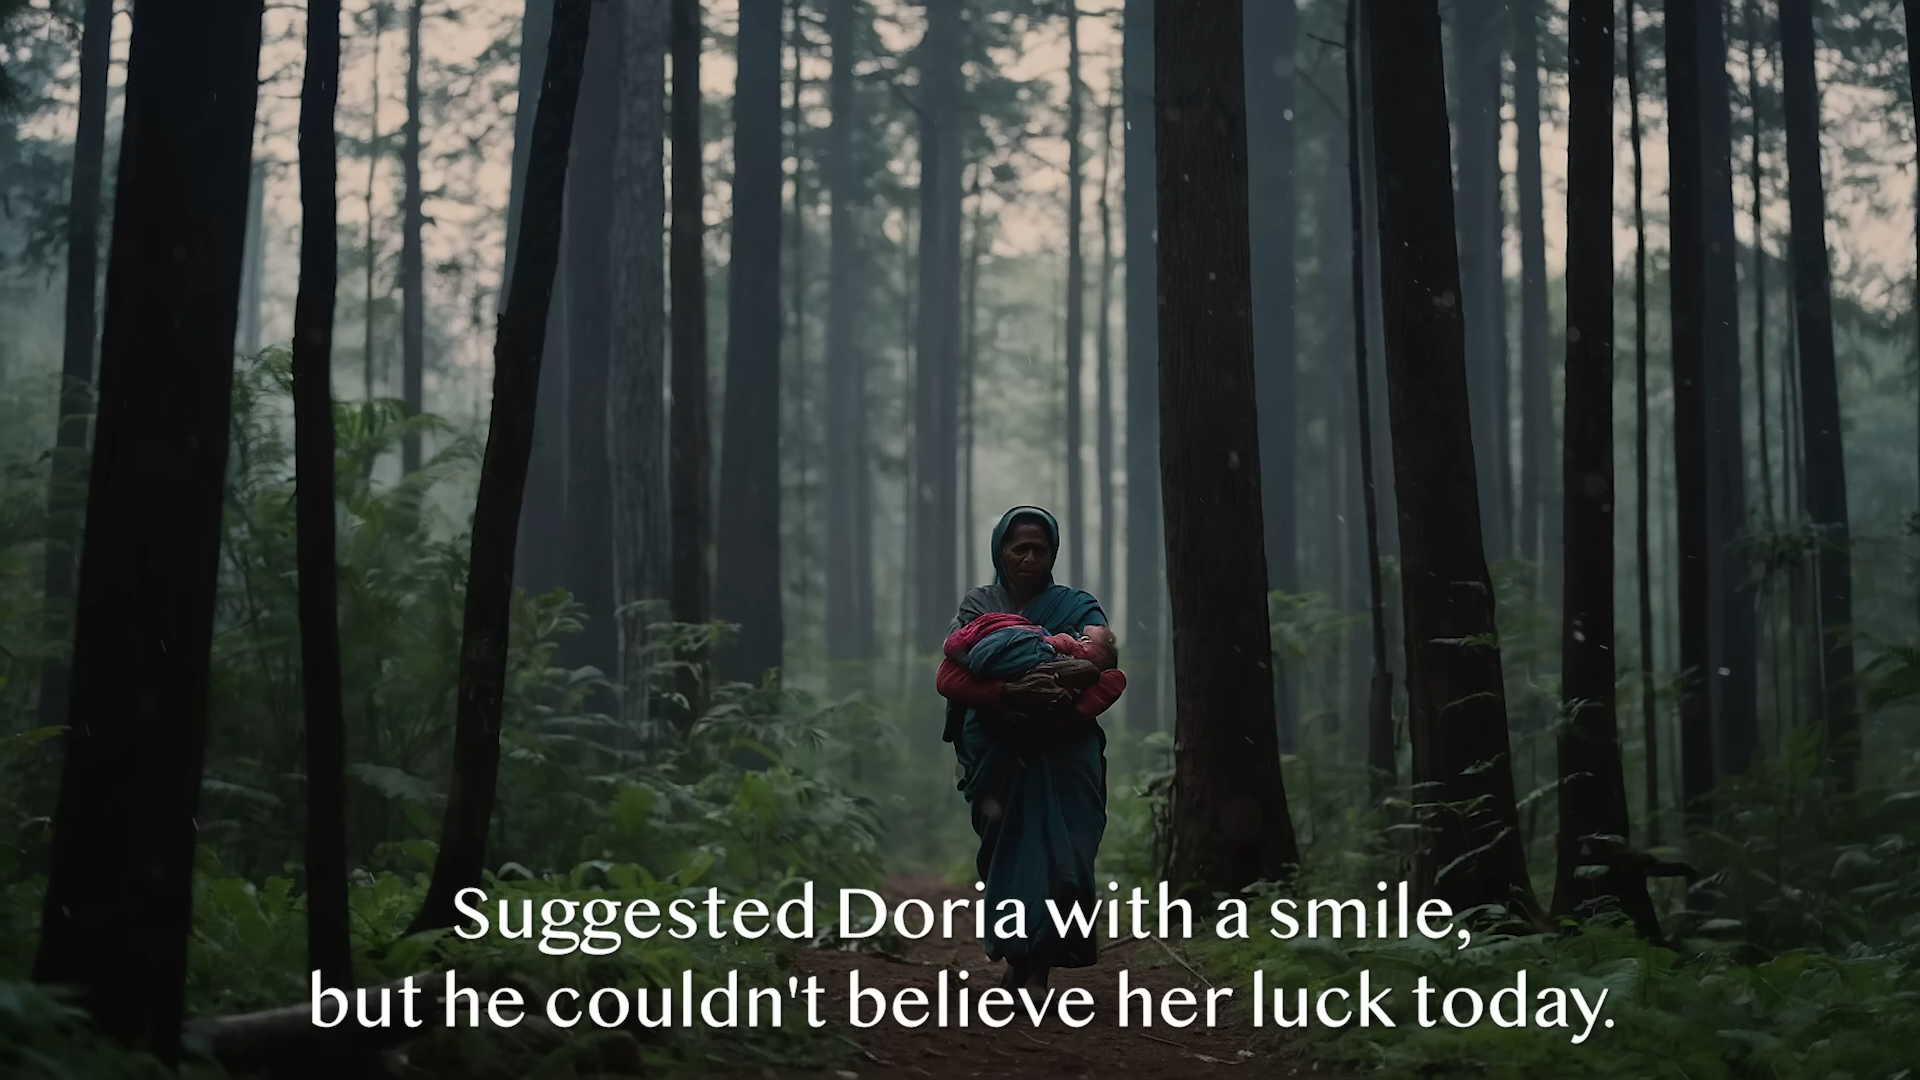 Suggested Doria with a smile,
but he couldn't believe her luck today.